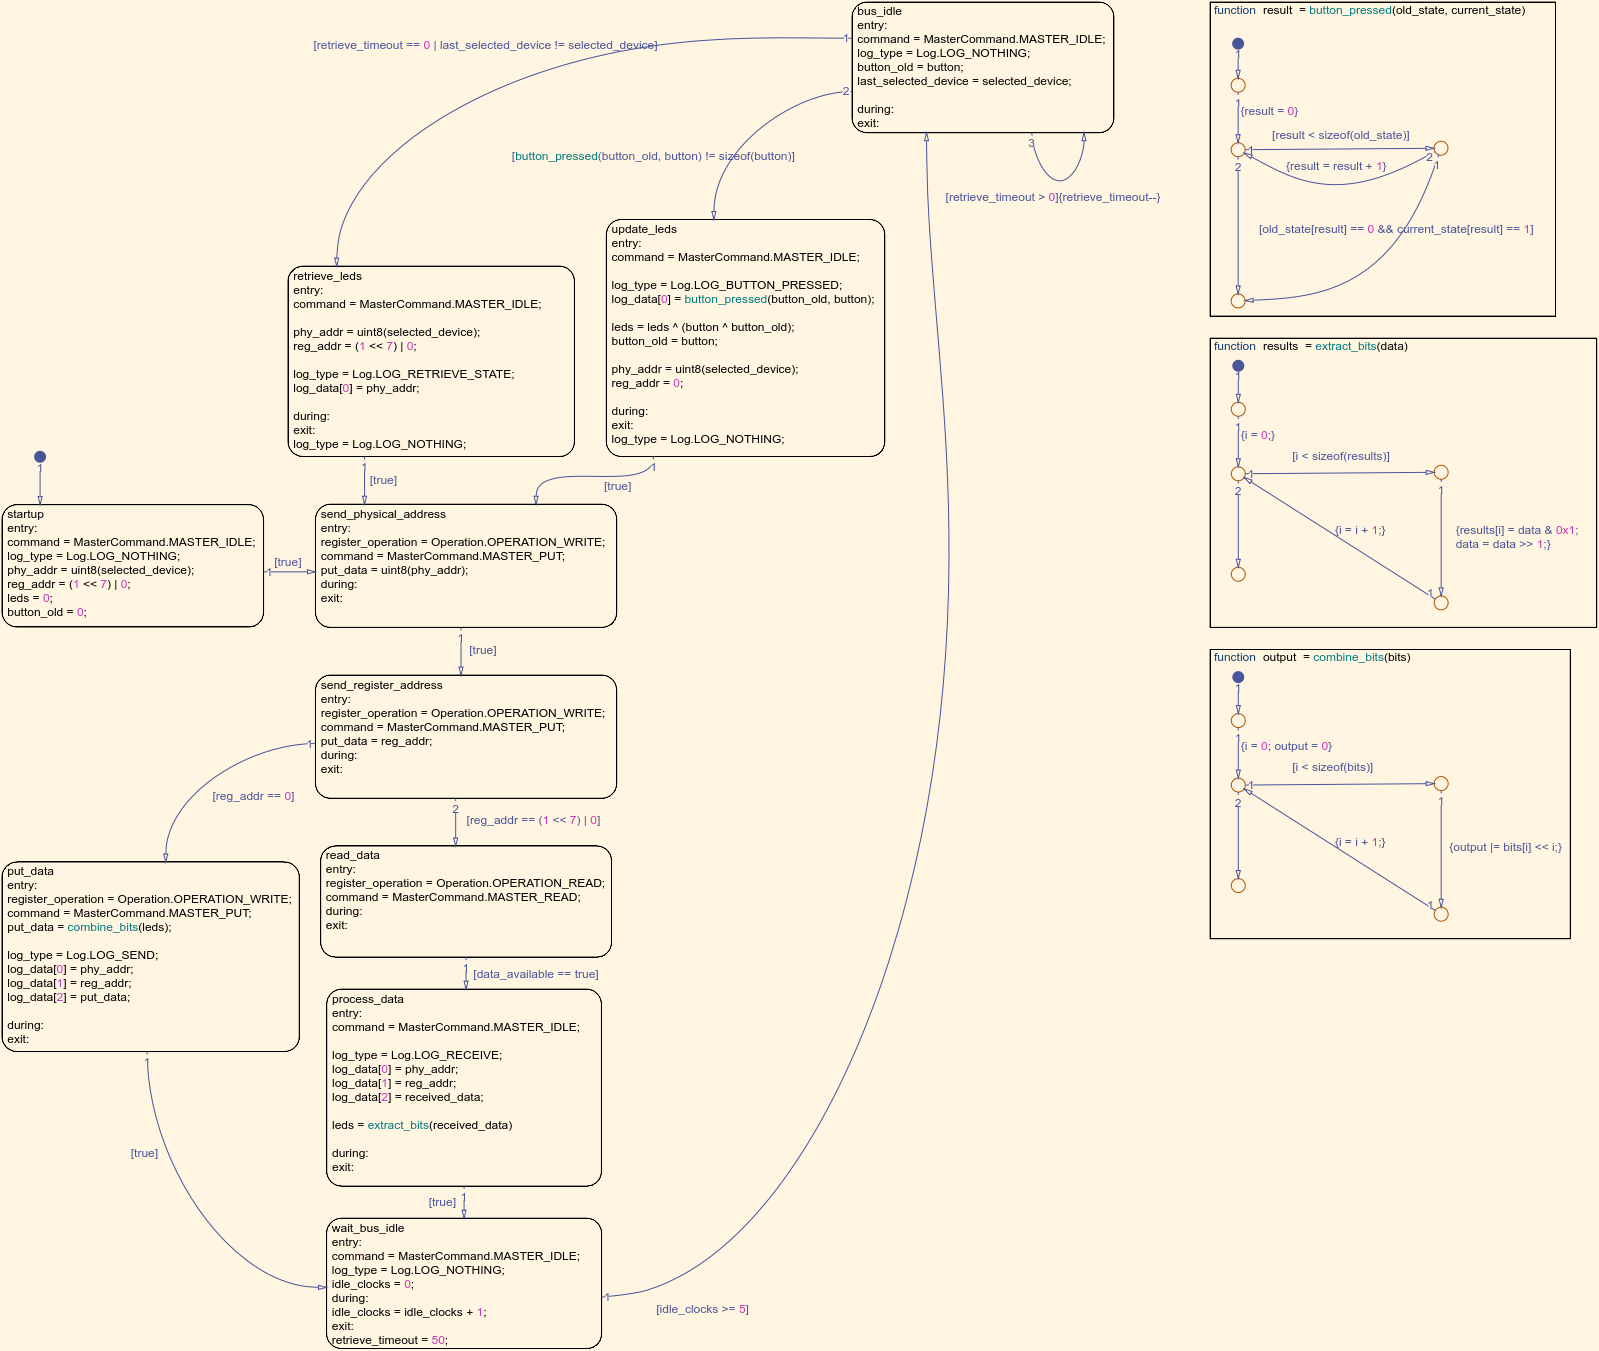 bus_idle
entry:
command = MasterCommand.MASTER_IDLE;
log_type = Log.LOG_NOTHING;
button_old = button;
last_selected_device = selected_device;
during:
exit:
1
2
3
[retrieve_timeout == 0 | last_selected_device != selected_device]
[button_pressed(button_old, button) != sizeof(button)]
[retrieve_timeout > 0]{retrieve_timeout--}
update_leds
entry:
command = MasterCommand.MASTER_IDLE;
log_type = Log.LOG_BUTTON_PRESSED;
log_data[0] = button_pressed(button_old, button);
leds = leds ^ (button ^ button_old);
button_old = button;
phy_addr = uint8(selected_device);
reg_addr = 0;
during:
exit:
log_type = Log.LOG_NOTHING;
1
[true]
retrieve_leds
entry:
command = MasterCommand.MASTER_IDLE;
phy_addr = uint8(selected_device);
reg_addr = (1 << 7) | 0;
log_type = Log.LOG_RETRIEVE_STATE;
log_data[0] = phy_addr;
during:
exit:
log_type = Log.LOG_NOTHING;
1
[true]
1
startup
entry:
command = MasterCommand.MASTER_IDLE;
log_type = Log.LOG_NOTHING;
phy_addr = uint8(selected_device);
reg_addr = (1 << 7) | 0;
leds = 0;
button_old = 0;
1
[true]
send_physical_address
entry:
register_operation = Operation.OPERATION_WRITE;
command = MasterCommand.MASTER_PUT;
put_data = uint8(phy_addr);
during:
exit:
1
[true]
send_register_address
entry:
register_operation = Operation.OPERATION_WRITE;
command = MasterCommand.MASTER_PUT;
put_data = reg_addr;
during:
exit:
1
[reg_addr == 0]
2
[reg_addr == (1 << 7) | 0]
put_data
entry:
register_operation = Operation.OPERATION_WRITE;
command = MasterCommand.MASTER_PUT;
put_data = combine_bits(leds);
log_type = Log.LOG_SEND;
log_data[0] = phy_addr;
log_data[1] = reg_addr;
log_data[2] = put_data;
during:
exit:
1
[true]
read_data
entry:
register_operation = Operation.OPERATION_READ;
command = MasterCommand.MASTER_READ;
during:
exit:
1
[data_available == true]
process_data
entry:
command = MasterCommand.MASTER_IDLE;
log_type = Log.LOG_RECEIVE;
log_data[0] = phy_addr;
log_data[1] = reg_addr;
log_data[2] = received_data;
leds = extract_bits(received_data)
during:
exit:
1
[true]
wait_bus_idle
entry:
command = MasterCommand.MASTER_IDLE;
log_type = Log.LOG_NOTHING;
idle_clocks = 0;
during:
idle_clocks = idle_clocks + 1;
exit:
retrieve_timeout = 50;
1
[idle_clocks >= 5]
function result = button_pressed(old_state, current_state)
1
1
{result = 0}
[result < sizeof(old_state)]
1
2
2
1
{result = result + 1}
[old_state[result] == 0 && current_state[result] == 1]
function results = extract_bits(data)
1
1
{i = 0;}
[i < sizeof(results)]
1
2
1
{i = i + 1;}
{results[i] = data & 0x1;
data = data >> 1;}
1
function output = combine_bits(bits)
1
1
{i = 0; output = 0}
[i < sizeof(bits)]
1
2
1
{i = i + 1;}
{output |= bits[i] << i;}
1